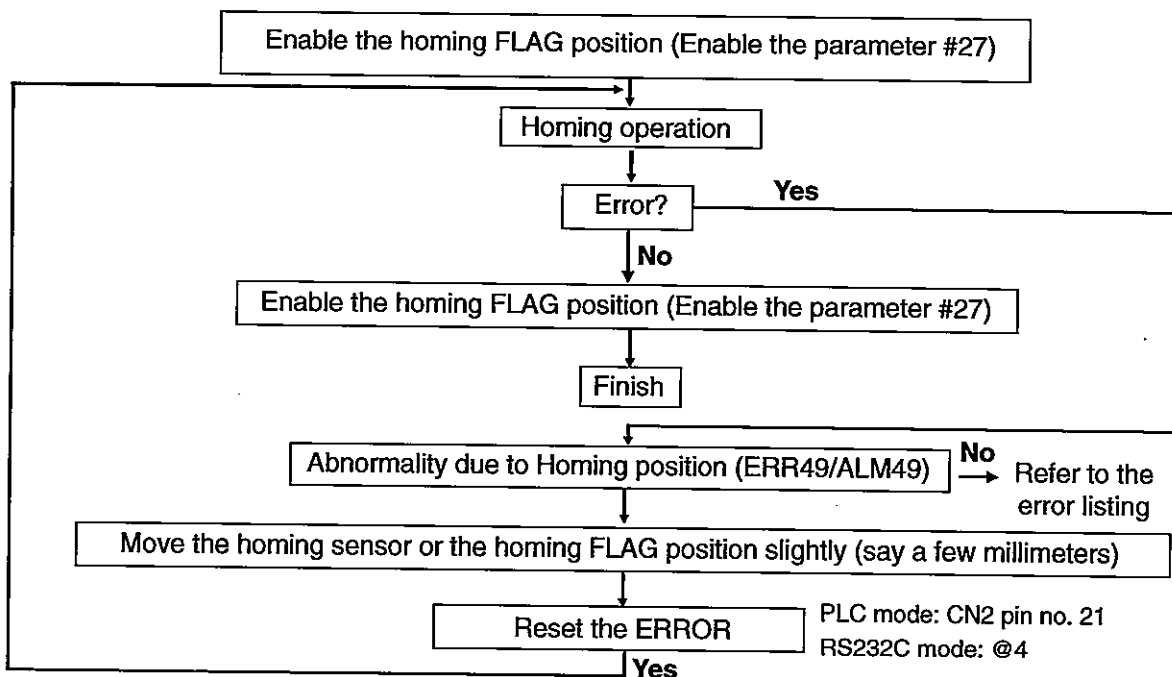 Enable the homing FLAG position (Enable the parameter #27)
Homing operation
Error?
Yes
No
Enable the homing FLAG position (Enable the parameter #27)
Finish
Abnormality due to Homing position (ERR49/ALM49)
No
Refer to the
error listing
Move the homing sensor or the homing FLAG position slightly (say a few millimeters)
Reset the ERROR
PLC mode: CN2 pin no. 21
RS232C mode: @4
Yes